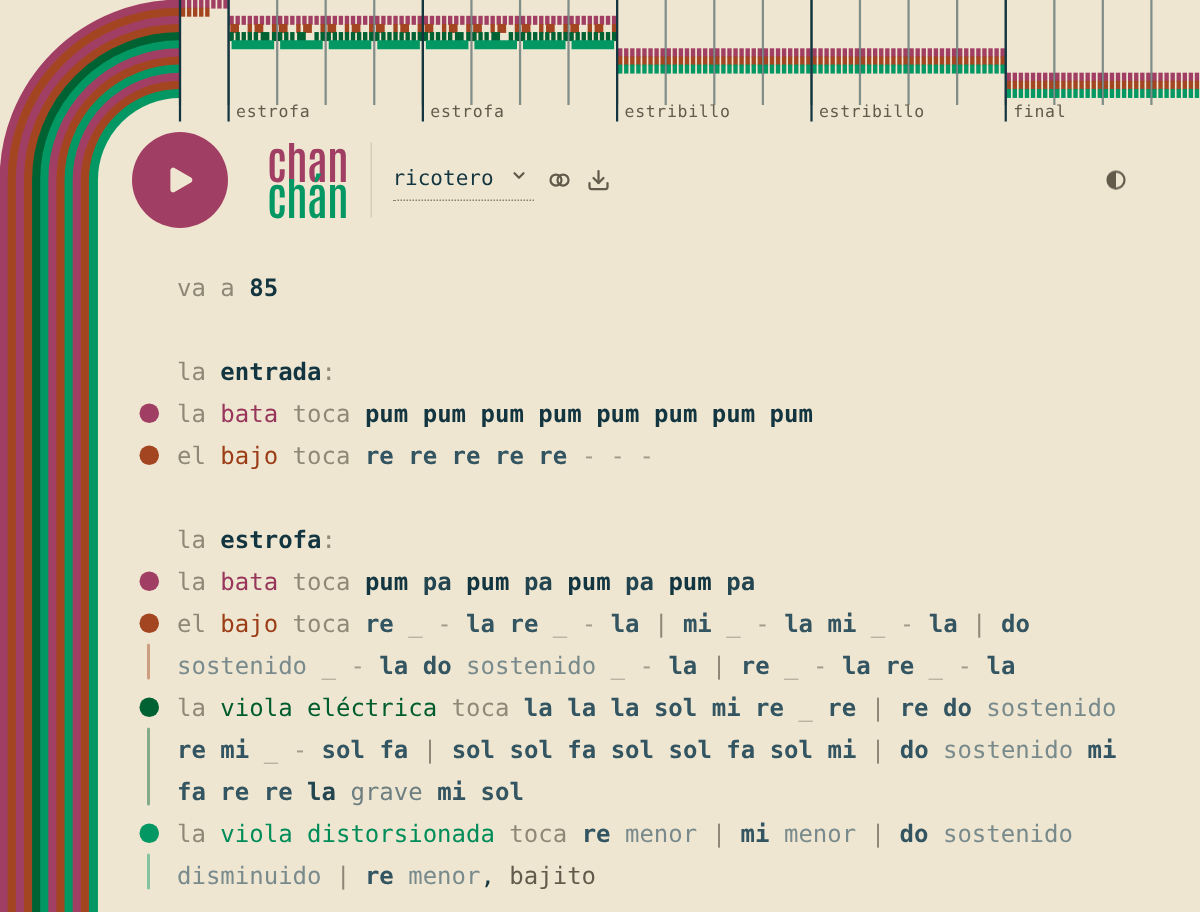 estrofa estrofa estribillo estribillo final
chan
chán
ricotero
va a 85
la entrada:
la bata toca pum pum pum pum pum pum pum pum
el bajo toca re re re re re - - -
la estrofa:
la bata toca pum pa pum pa pum pa pum pa
el bajo toca re _ - la re _ - la | mi _ - la mi _ - la | do
sostenido _ - la do sostenido _ - la | re _ - la re _ - la
la viola eléctrica toca la la la sol mi re _ re | re do sostenido
re mi _ - sol fa | sol sol fa sol sol fa sol mi | do sostenido mi
fa re re la grave mi sol
la viola distorsionada toca re menor | mi menor | do sostenido
disminuido | re menor, bajito